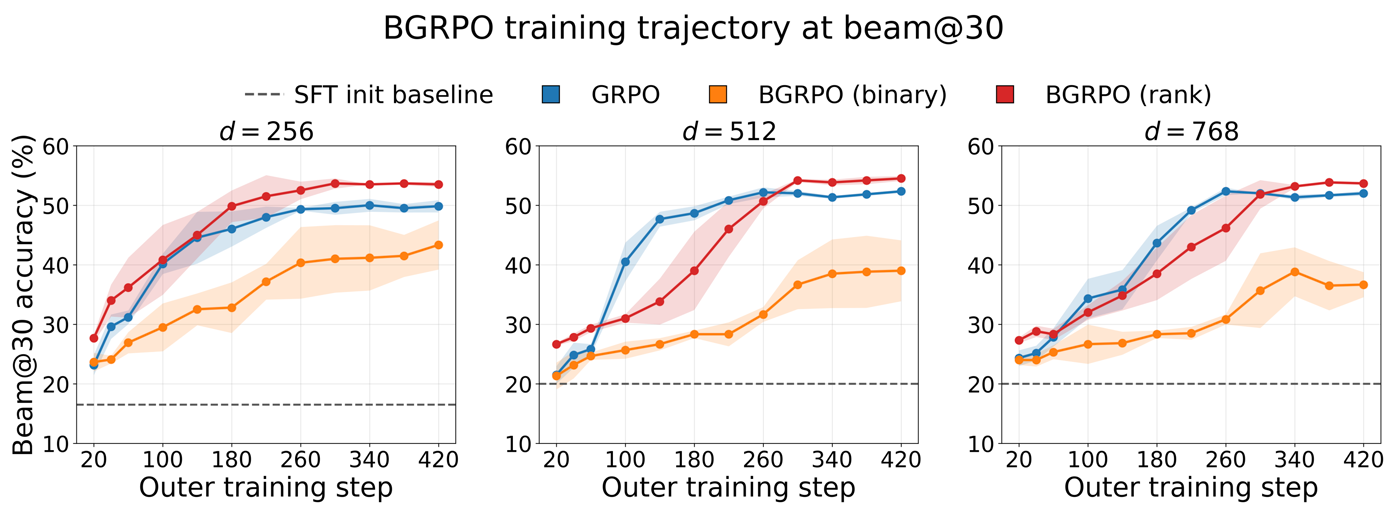 BGRPO training trajectory at beam@30
SFT init baseline GRPO BGRPO (binary) BGRPO (rank)
d = 256
Beam@30 accuracy (%)
60
50
40
30
20
10
20 100 180 260 340 420
Outer training step
d = 512
60
50
40
30
20
10
20 100 180 260 340 420
Outer training step
d = 768
60
50
40
30
20
10
20 100 180 260 340 420
Outer training step